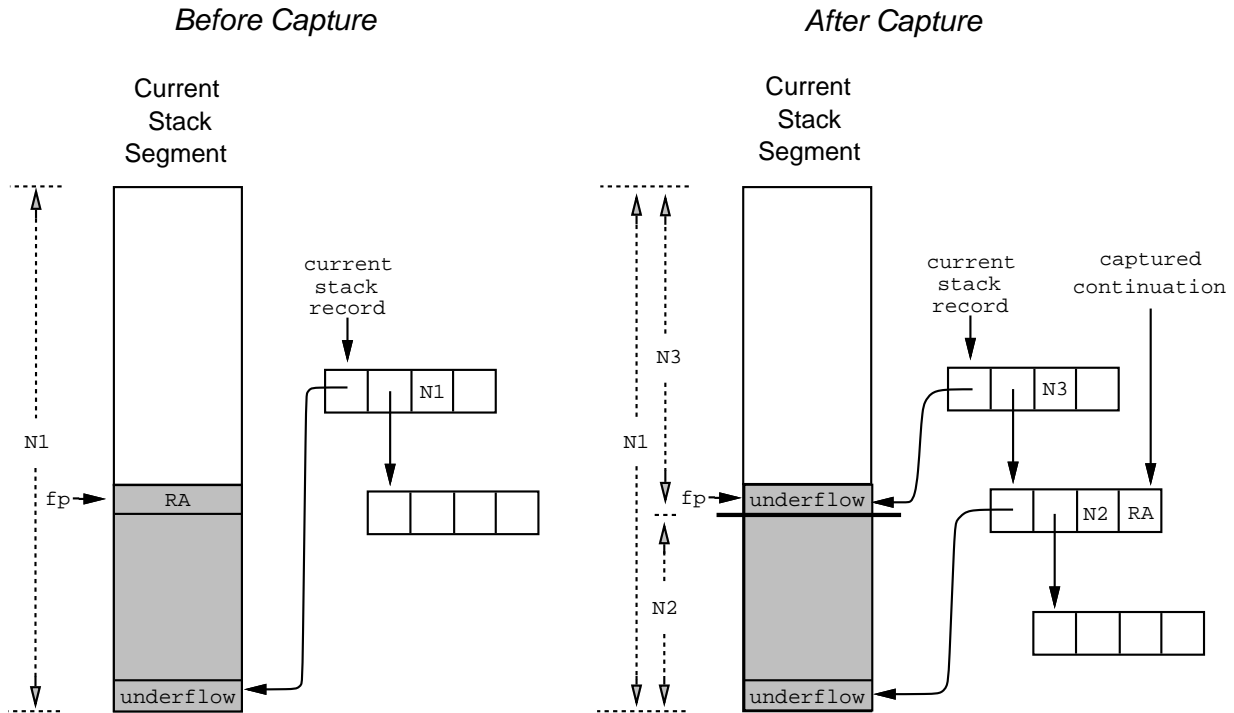 Before Capture
Current
Stack
Segment
current
stack
record
N1
N1
fp
RA
underflow
After Capture
Current
Stack
Segment
current
stack
record
captured
continuation
N3
N3
N1
fp
underflow
N2
RA
N2
underflow